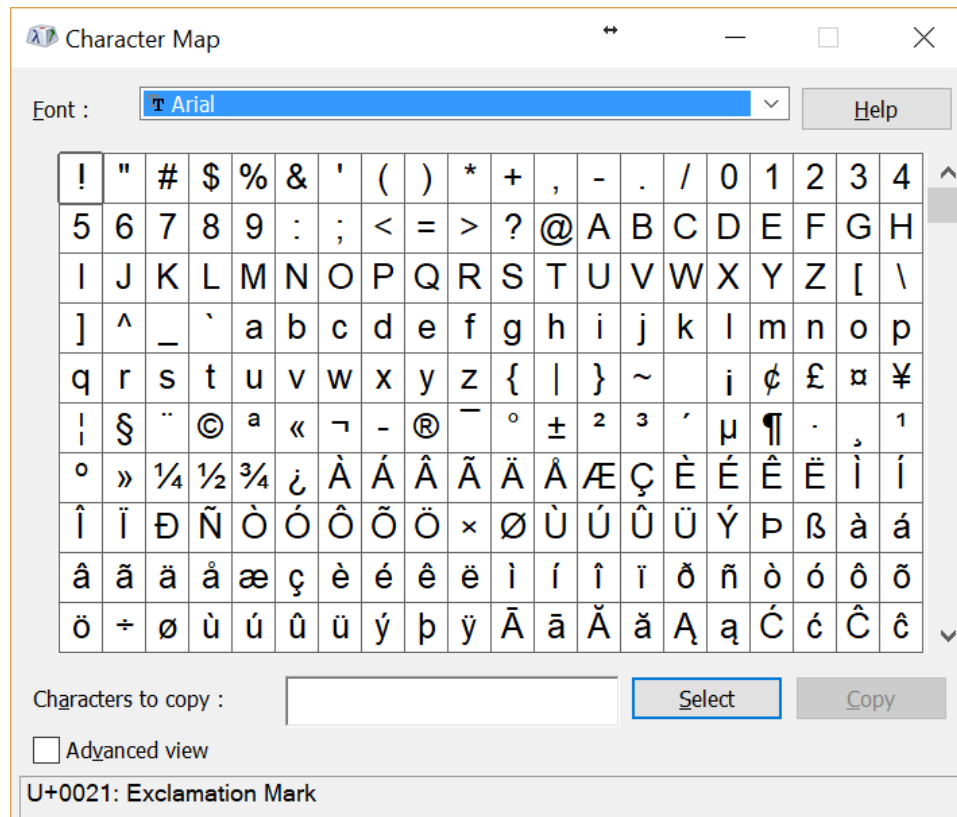 Character Map
Font : Arial Help
! " # $ % & ' ( ) * + , - . / 0 1 2 3 4
5 6 7 8 9 : ; < = > ? @ A B C D E F G H
I J K L M N O P Q R S T U V W X Y Z [ \
] ^ _ ` a b c d e f g h i j k l m n o p
q r s t u v w x y z { | } ~   ¡ ¢ £ ¤ ¥
¦ § ¨ © ª « ¬ - ® ¯ ° ± ² ³ ´ µ ¶ · ¸ ¹
º » ¼ ½ ¾ ¿ À Á Â Ã Ä Å Æ Ç È É Ê Ë Ì Í
Î Ï Ð Ñ Ò Ó Ô Õ Ö × Ø Ù Ú Û Ü Ý Þ ß à á
â ã ä å æ ç è é ê ë ì í î ï ð ñ ò ó ô õ
ö ÷ ø ù ú û ü ý þ ÿ Ā ā Ă ă Ą ą Ć ć Ĉ ĉ
Characters to copy : Select Copy
Advanced view
U+0021: Exclamation Mark